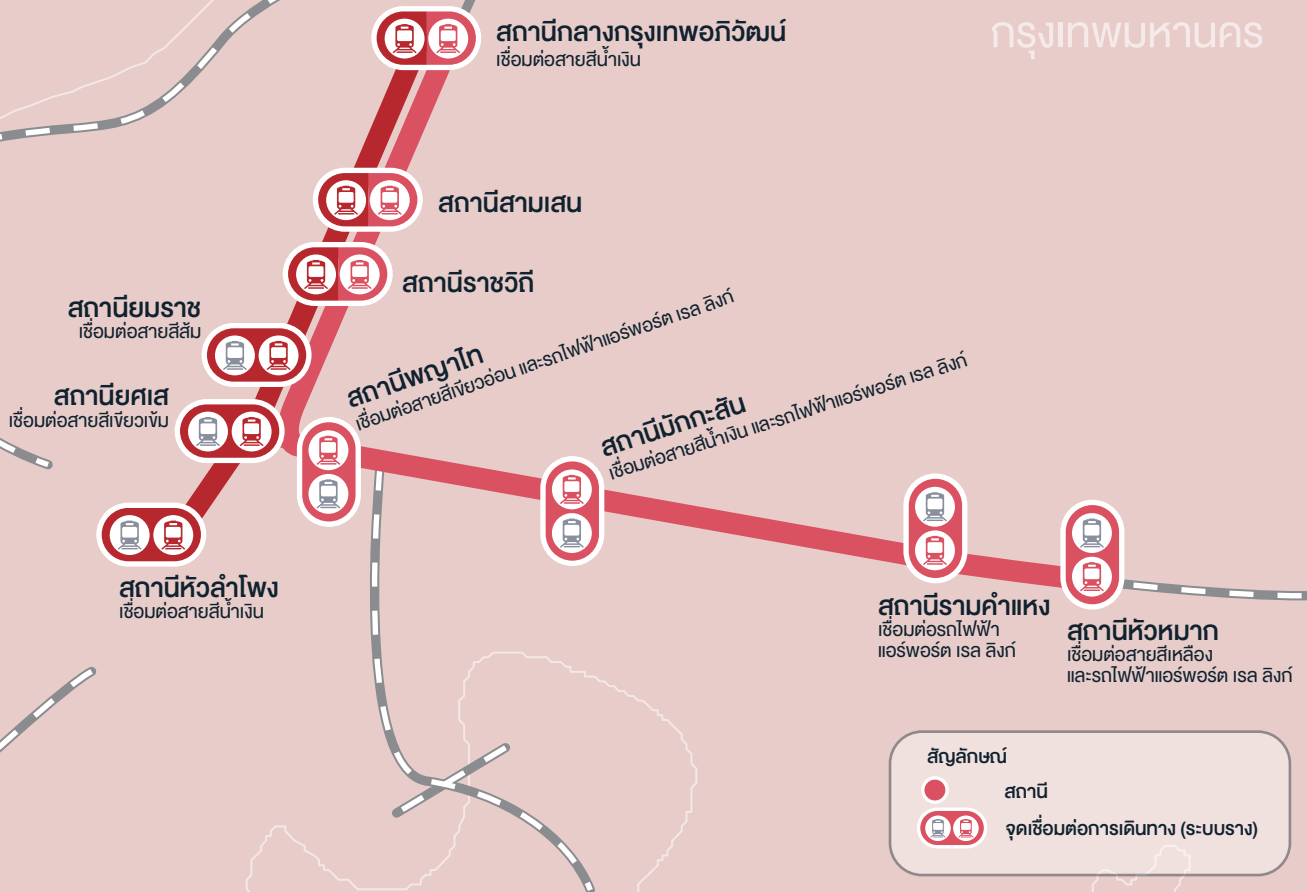 สถานีกลางกรุงเทพอภิวัฒน์
เชื่อมต่อสายสีน้ำเงิน
กรุงเทพมหานคร
สถานีสามเสน
สถานีราชวิถี
สถานียมราช
เชื่อมต่อสายสีส้ม
สถานียศเส
เชื่อมต่อสายสีเขียวเข้ม
สถานีพญาไท
เชื่อมต่อสายสีเขียวอ่อน และรถไฟฟ้าแอร์พอร์ต เรล ลิงก์
สถานีมักกะสัน
เชื่อมต่อสายสีน้ำเงิน และรถไฟฟ้าแอร์พอร์ต เรล ลิงก์
สถานีหัวลำโพง
เชื่อมต่อสายสีน้ำเงิน
สถานีรามคำแหง
เชื่อมต่อรถไฟฟ้า
แอร์พอร์ต เรล ลิงก์
สถานีหัวหมาก
เชื่อมต่อสายสีเหลือง
และรถไฟฟ้าแอร์พอร์ต เรล ลิงก์
สัญลักษณ์
สถานี
จุดเชื่อมต่อการเดินทาง (ระบบราง)